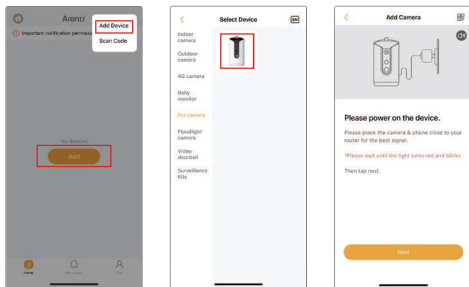 Arenti
Add Device
Important notification permiss
Scan Code
No devices
Add
Home
Select Device
EN
Indoor
camera
Outdoor
camera
4G camera
Baby
monitor
Pet camera
Floodlight
camera
Video
doorbell
Surveillance
Kits
Add Camera
Please power on the device.
Please place the camera & phone close to your
router for the best signal.
*Please wait until the light turns red and blinks
Then tap next.
Next